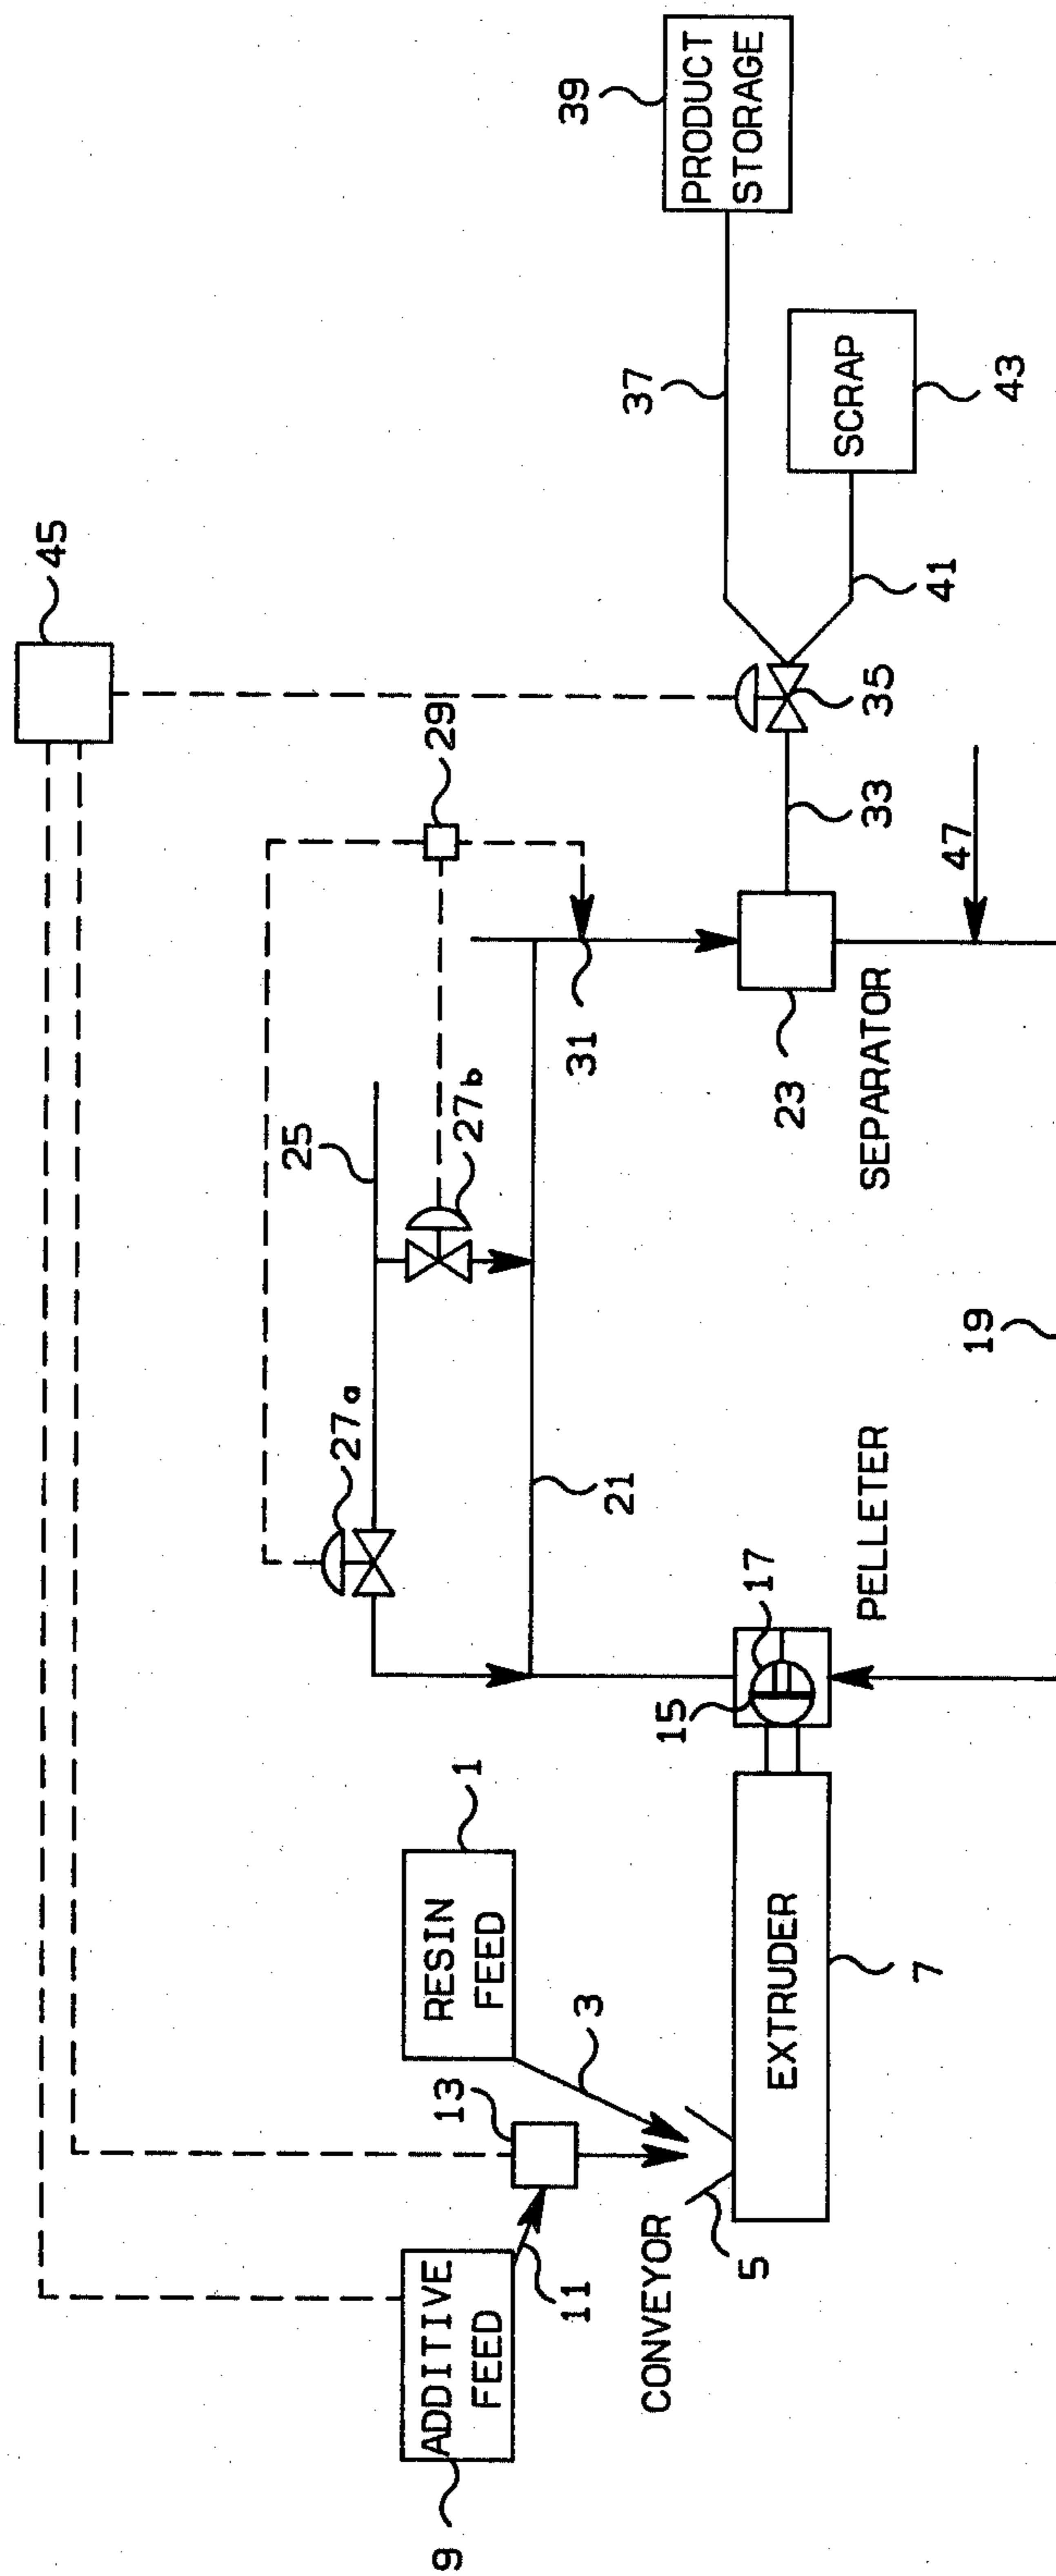 45
39
PRODUCT
STORAGE
37
SCRAP
43
41
35
33
29
31
47
25
27b
27a
21
23
SEPARATOR
19
PELLETER
17
15
1
RESIN
FEED
3
13
ADDITIVE
FEED
9
11
CONVEYOR
5
EXTRUDER
7